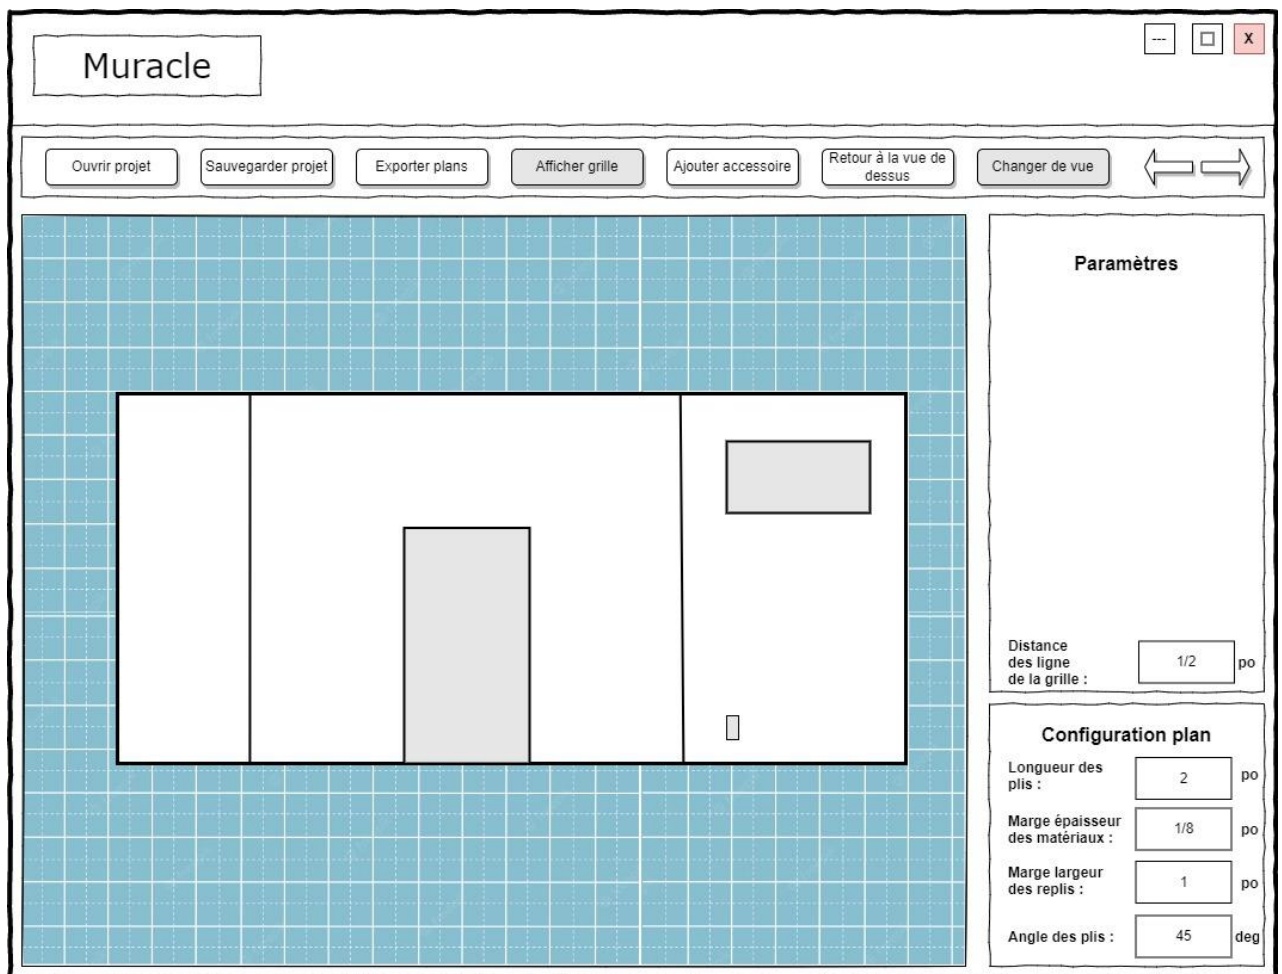 Muracle
---
X
Ouvrir projet
Sauvegarder projet
Exporter plans
Afficher grille
Ajouter accessoire
Retour à la vue de
dessus
Changer de vue
Paramètres
Distance
des ligne
de la grille :
1/2
po
Configuration plan
Longueur des
plis :
2
po
Marge épaisseur
des matériaux :
1/8
po
Marge largeur
des replis :
1
po
Angle des plis :
45
deg